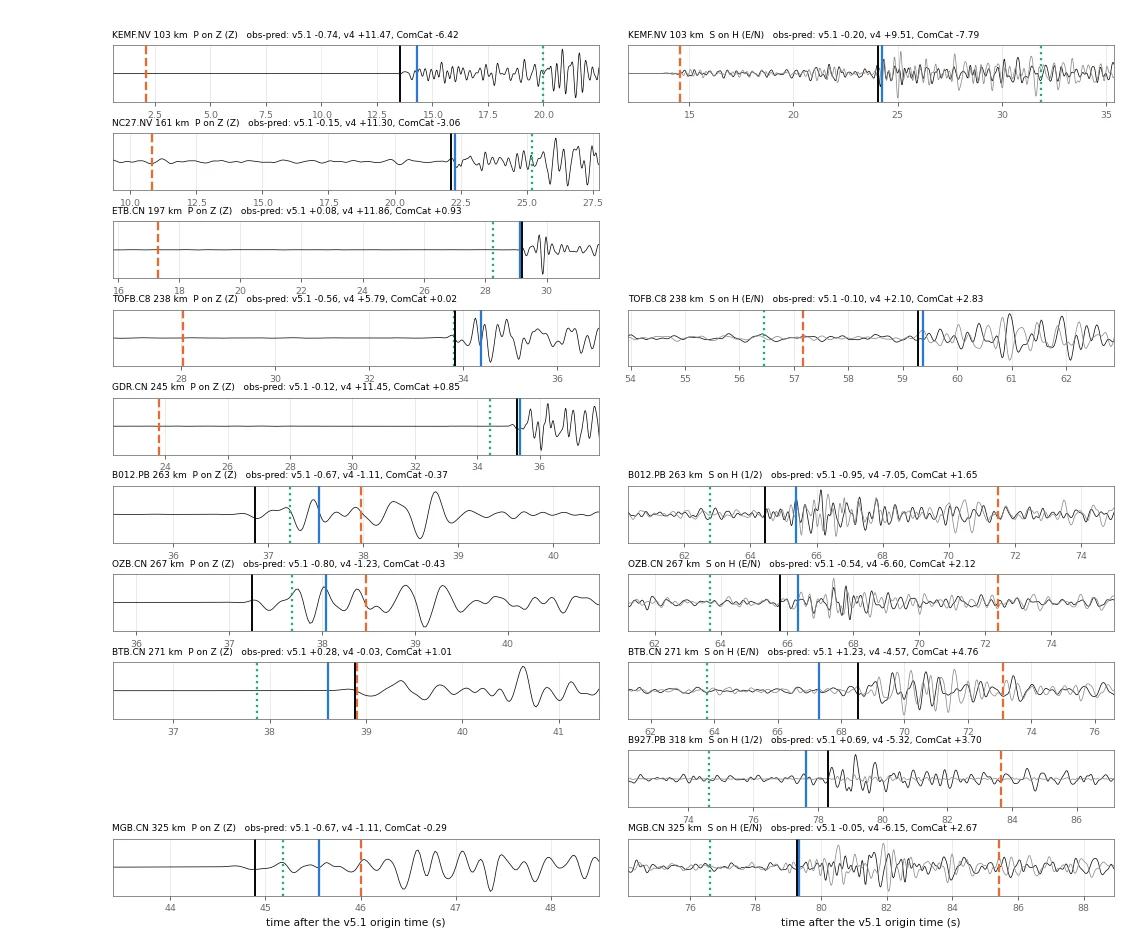 KEMF.NV 103 km  P on Z (Z)   obs-pred: v5.1 -0.74, v4 +11.47, ComCat -6.42
KEMF.NV 103 km  S on H (E/N)   obs-pred: v5.1 -0.20, v4 +9.51, ComCat -7.79
2.5 5.0 7.5 10.0 12.5 15.0 17.5 20.0
15 20 25 30 35
NC27.NV 161 km  P on Z (Z)   obs-pred: v5.1 -0.15, v4 +11.30, ComCat -3.06
10.0 12.5 15.0 17.5 20.0 22.5 25.0 27.5
ETB.CN 197 km  P on Z (Z)   obs-pred: v5.1 +0.08, v4 +11.86, ComCat +0.93
16 18 20 22 24 26 28 30
TOFB.C8 238 km  P on Z (Z)   obs-pred: v5.1 -0.56, v4 +5.79, ComCat +0.02
TOFB.C8 238 km  S on H (E/N)   obs-pred: v5.1 -0.10, v4 +2.10, ComCat +2.83
28 30 32 34 36
54 55 56 57 58 59 60 61 62
GDR.CN 245 km  P on Z (Z)   obs-pred: v5.1 -0.12, v4 +11.45, ComCat +0.85
24 26 28 30 32 34 36
B012.PB 263 km  P on Z (Z)   obs-pred: v5.1 -0.67, v4 -1.11, ComCat -0.37
B012.PB 263 km  S on H (1/2)   obs-pred: v5.1 -0.95, v4 -7.05, ComCat +1.65
36 37 38 39 40
62 64 66 68 70 72 74
OZB.CN 267 km  P on Z (Z)   obs-pred: v5.1 -0.80, v4 -1.23, ComCat -0.43
OZB.CN 267 km  S on H (E/N)   obs-pred: v5.1 -0.54, v4 -6.60, ComCat +2.12
36 37 38 39 40
62 64 66 68 70 72 74
BTB.CN 271 km  P on Z (Z)   obs-pred: v5.1 +0.28, v4 -0.03, ComCat +1.01
BTB.CN 271 km  S on H (E/N)   obs-pred: v5.1 +1.23, v4 -4.57, ComCat +4.76
37 38 39 40 41
62 64 66 68 70 72 74 76
B927.PB 318 km  S on H (1/2)   obs-pred: v5.1 +0.69, v4 -5.32, ComCat +3.70
74 76 78 80 82 84 86
MGB.CN 325 km  P on Z (Z)   obs-pred: v5.1 -0.67, v4 -1.11, ComCat -0.29
MGB.CN 325 km  S on H (E/N)   obs-pred: v5.1 -0.05, v4 -6.15, ComCat +2.67
44 45 46 47 48
76 78 80 82 84 86 88
time after the v5.1 origin time (s)
time after the v5.1 origin time (s)